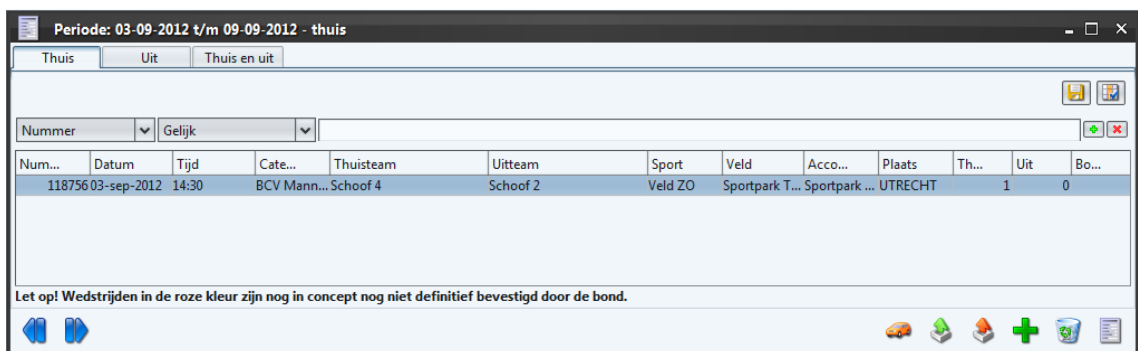 Periode: 03-09-2012 t/m 09-09-2012 - thuis
Thuis Uit Thuis en uit
Nummer Gelijk
Num... Datum Tijd Cate... Thuisteam Uitteam Sport Veld Acco... Plaats Th... Uit Bo...
118756 03-sep-2012 14:30 BCV Mann... Schoof 4 Schoof 2 Veld ZO Sportpark T... Sportpark ... UTRECHT 1 0
Let op! Wedstrijden in de roze kleur zijn nog in concept nog niet definitief bevestigd door de bond.